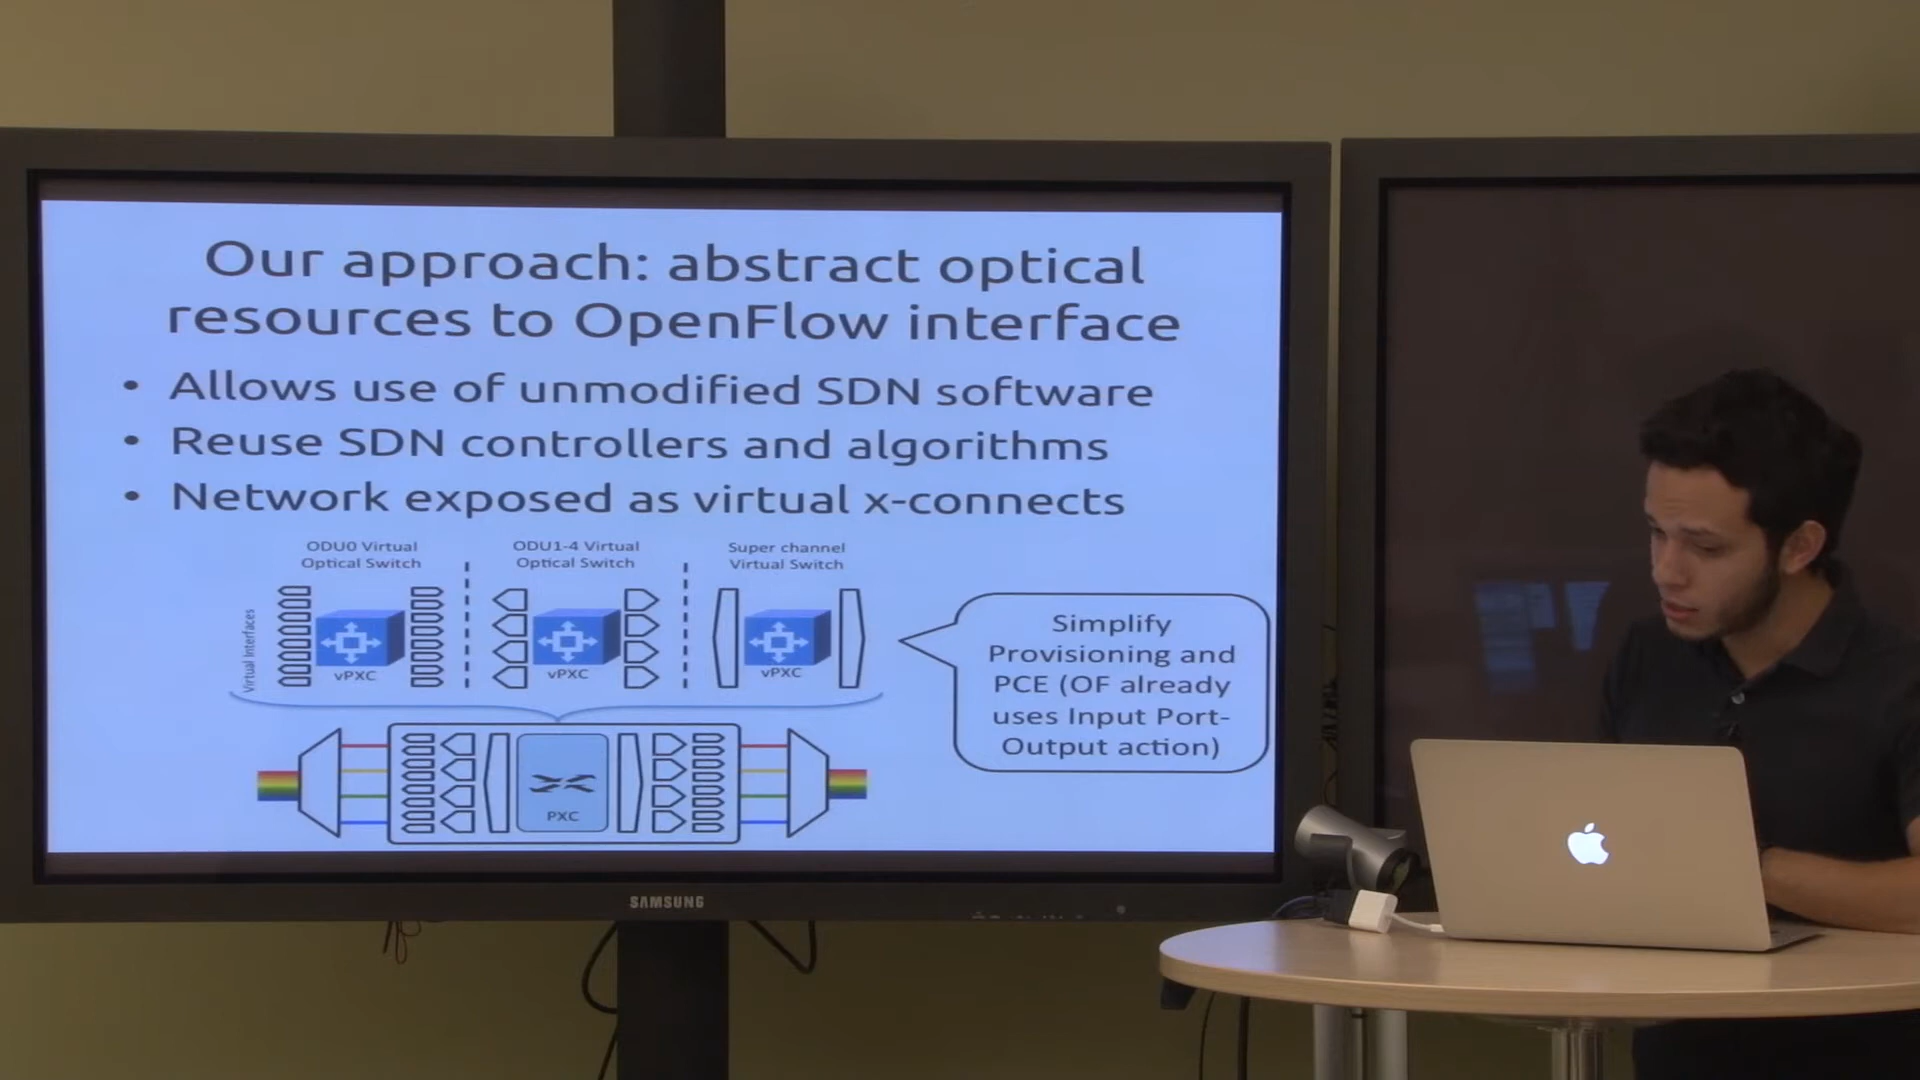 Our approach: abstract optical
resources to OpenFlow interface
• Allows use of unmodified SDN software
• Reuse SDN controllers and algorithms
• Network exposed as virtual x-connects
ODU0 Virtual
Optical Switch
ODU1-4 Virtual
Optical Switch
Super channel
Virtual Switch
Virtual Interfaces
vPXC
vPXC
vPXC
Simplify
Provisioning and
PCE (OF already
uses Input Port-
Output action)
PXC
SAMSUNG